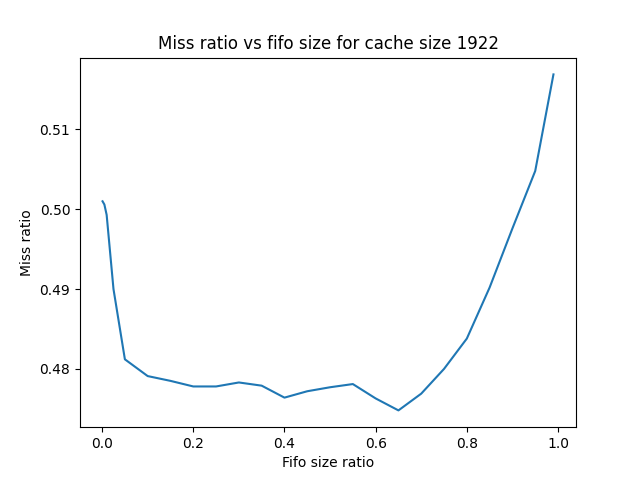 Miss ratio vs fifo size for cache size 1922
0.51
0.50
0.49
0.48
Miss ratio
0.0 0.2 0.4 0.6 0.8 1.0
Fifo size ratio